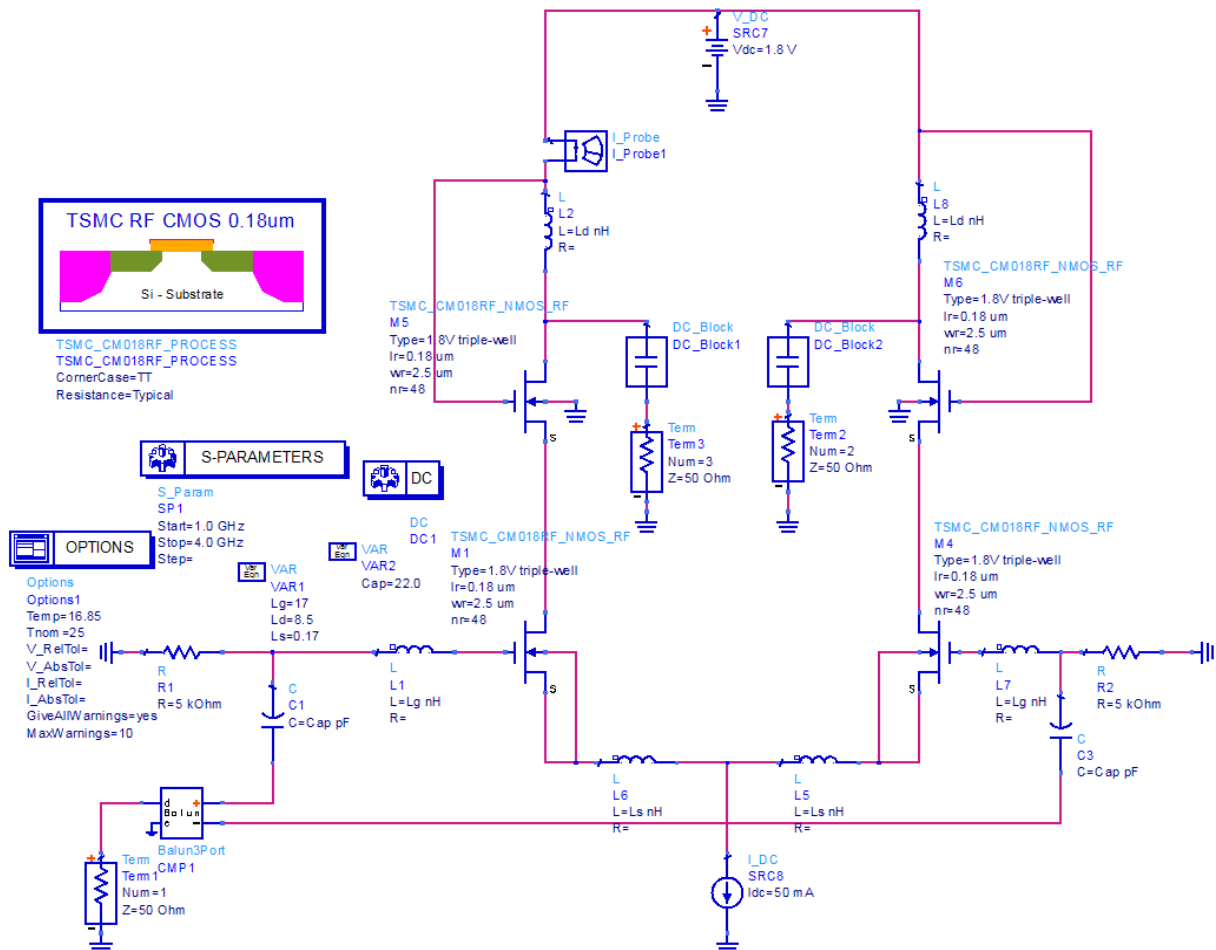 V_DC
SRC7
Vdc=1.8 V
I_Probe
I_Probe1
L
L2
L=Ld nH
R=
L
L8
L=Ld nH
R=
TSMC RF CMOS 0.18um
Si - Substrate
TSMC_CM018RF_PROCESS
TSMC_CM018RF_PROCESS
CornerCase=TT
Resistance=Typical
TSMC_CM018RF_NMOS_RF
M5
Type=1.8V triple-well
lr=0.18 um
wr=2.5 um
nr=48
S
DC_Block
DC_Block1
DC_Block
DC_Block2
TSMC_CM018RF_NMOS_RF
M6
Type=1.8V triple-well
lr=0.18 um
wr=2.5 um
nr=48
S
Term
Term3
Num=3
Z=50 Ohm
Term
Term2
Num=2
Z=50 Ohm
S-PARAMETERS
S_Param
SP1
Start=1.0 GHz
Stop=4.0 GHz
Step=
DC
DC
DC1
OPTIONS
Options
Options1
Temp=16.85
Tnom=25
V_RelTol=
V_AbsTol=
I_RelTol=
I_AbsTol=
GiveAllWarnings=yes
MaxWarnings=10
Var
Eqn
VAR
VAR1
Lg=17
Ld=8.5
Ls=0.17
Var
Eqn
VAR
VAR2
Cap=22.0
TSMC_CM018RF_NMOS_RF
M1
Type=1.8V triple-well
lr=0.18 um
wr=2.5 um
nr=48
S
TSMC_CM018RF_NMOS_RF
M4
Type=1.8V triple-well
lr=0.18 um
wr=2.5 um
nr=48
S
R
R1
R=5 kOhm
C
C1
C=Cap pF
L
L1
L=Lg nH
R=
L
L7
L=Lg nH
R=
R
R2
R=5 kOhm
C
C3
C=Cap pF
L
L6
L=Ls nH
R=
L
L5
L=Ls nH
R=
d
Balun
c
+
−
Balun3Port
CMP1
Term
Term1
Num=1
Z=50 Ohm
I_DC
SRC8
Idc=50 mA